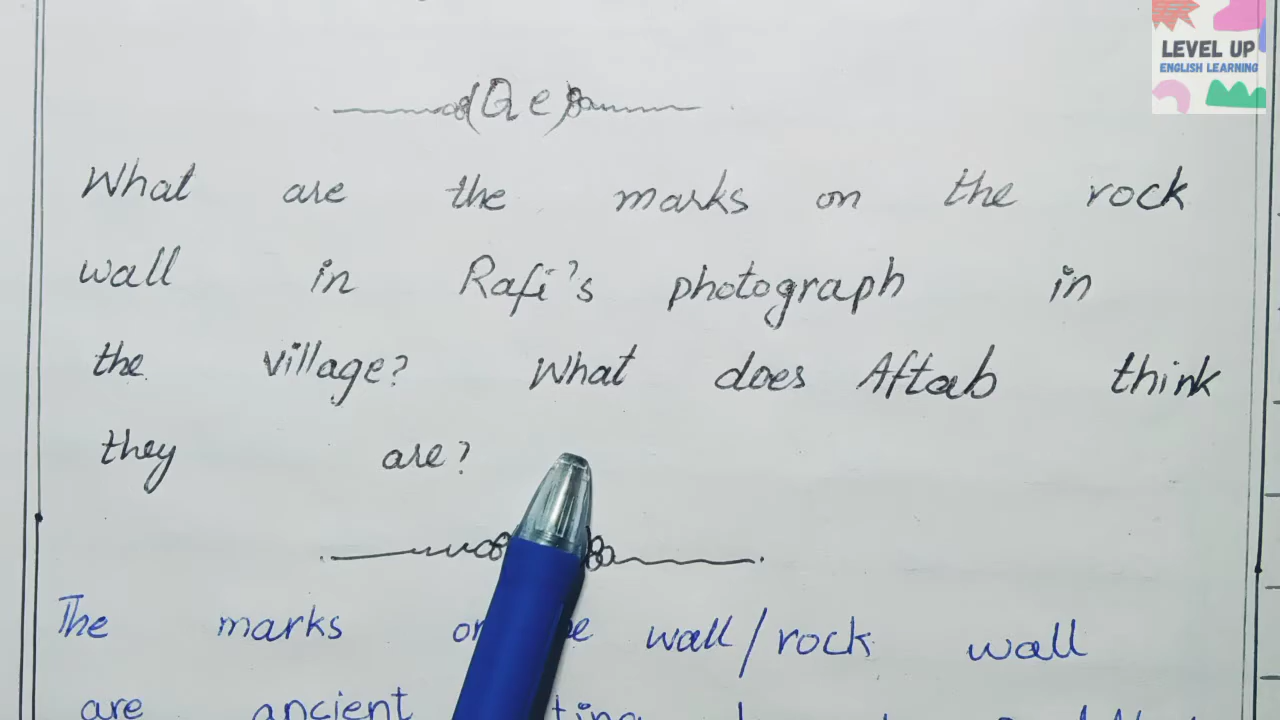 LEVEL UP
ENGLISH LEARNING
(Q e)
What are the marks on the rock
wall in Rafi's photograph in
the village? What does Aftab think
they are?
The marks wall/rock wall
are ancient